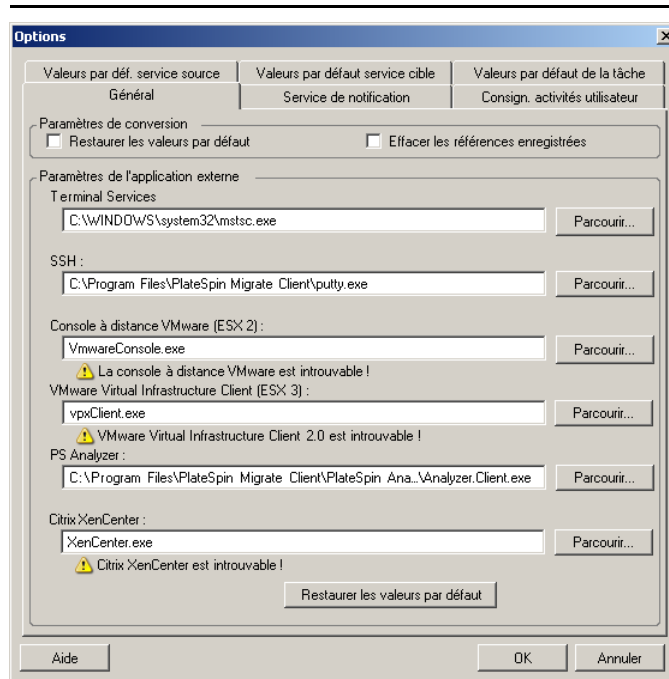 Options
Valeurs par déf. service source
Valeurs par défaut service cible
Valeurs par défaut de la tâche
Général
Service de notification
Consign. activités utilisateur
Paramètres de conversion
Restaurer les valeurs par défaut
Effacer les références enregistrées
Paramètres de l'application externe
Terminal Services
C:\WINDOWS\system32\mstsc.exe
Parcourir...
SSH :
C:\Program Files\PlateSpin Migrate Client\putty.exe
Parcourir...
Console à distance VMware (ESX 2) :
VmwareConsole.exe
Parcourir...
La console à distance VMware est introuvable !
VMware Virtual Infrastructure Client (ESX 3) :
vpxClient.exe
Parcourir...
VMware Virtual Infrastructure Client 2.0 est introuvable !
PS Analyzer :
C:\Program Files\PlateSpin Migrate Client\PlateSpin Ana...\Analyzer.Client.exe
Parcourir...
Citrix XenCenter :
XenCenter.exe
Parcourir...
Citrix XenCenter est introuvable !
Restaurer les valeurs par défaut
Aide
OK
Annuler